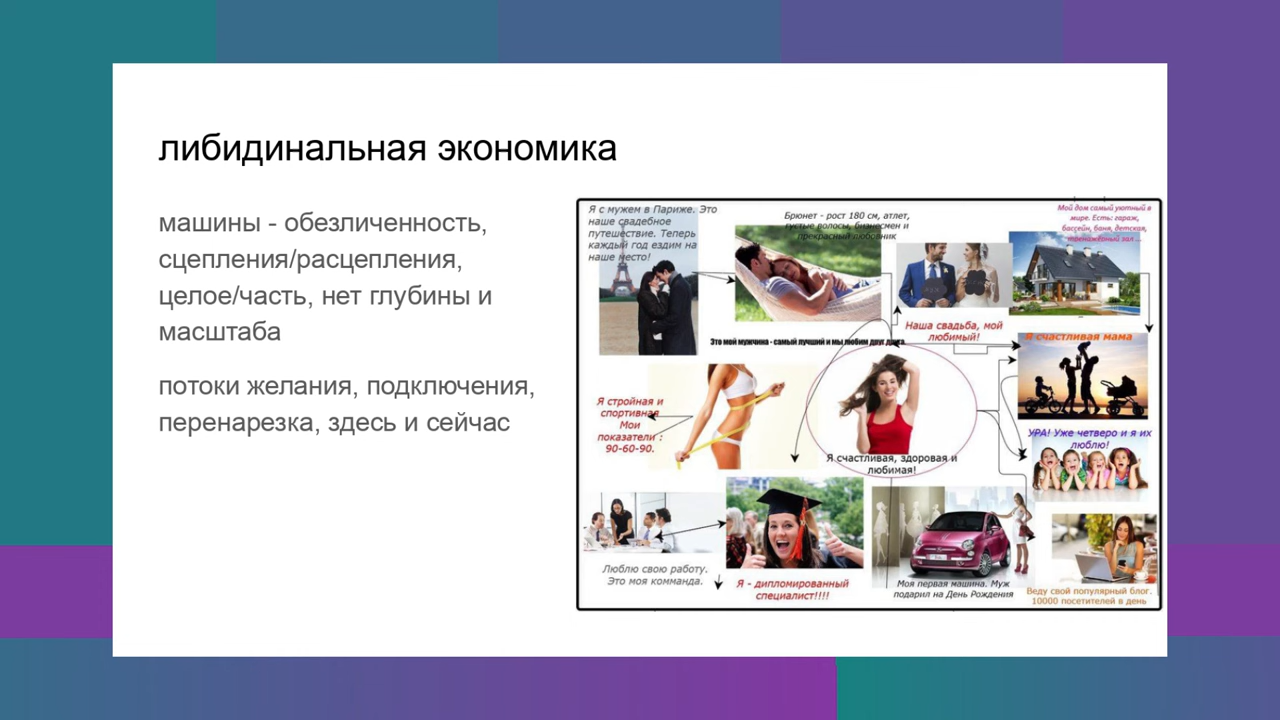 либидинальная экономика
машины - обезличенность,
сцепления/расцепления,
целое/часть, нет глубины и
масштаба
потоки желания, подключения,
перенарезка, здесь и сейчас
Я с мужем в Париже. Это
наше свадебное
путешествие. Теперь
каждый год ездим на
наше место!
Брюнет - рост 180 см, атлет,
густые волосы, бизнесмен и
прекрасный любовник
Мой дом самый уютный в
мире. Есть: гараж,
бассейн, баня, детская,
тренажёрный зал ...
Наша свадьба, мой
любимый!
Это мой мужчина - самый лучший и мы любим друг друга.
Я счастливая мама
Я стройная и
спортивная
Мои
показатели :
90-60-90.
УРА! Уже четверо и я их
люблю!
Я счастливая, здоровая и
любимая!
Люблю свою работу.
Это моя комманда.
Я - дипломированный
специалист!!!!
Моя первая машина. Муж
подарил на День Рождения
Веду свой популярный блог.
10000 посетителей в день